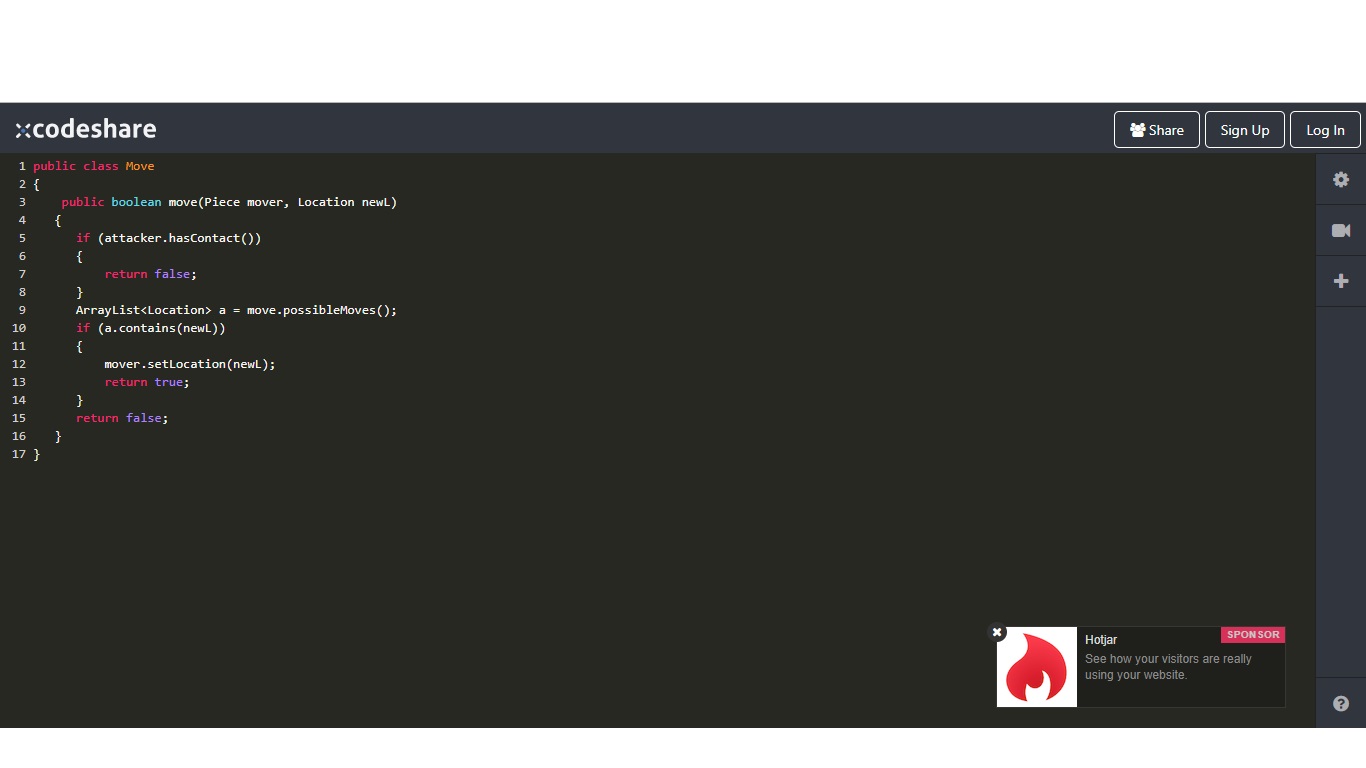 codeshare
Share Sign Up Log In
1 public class Move
2 {
3     public boolean move(Piece mover, Location newL)
4    {
5       if (attacker.hasContact())
6       {
7           return false;
8       }
9       ArrayList<Location> a = move.possibleMoves();
10       if (a.contains(newL))
11       {
12           mover.setLocation(newL);
13           return true;
14       }
15       return false;
16    }
17 }
Hotjar SPONSOR
See how your visitors are really
using your website.